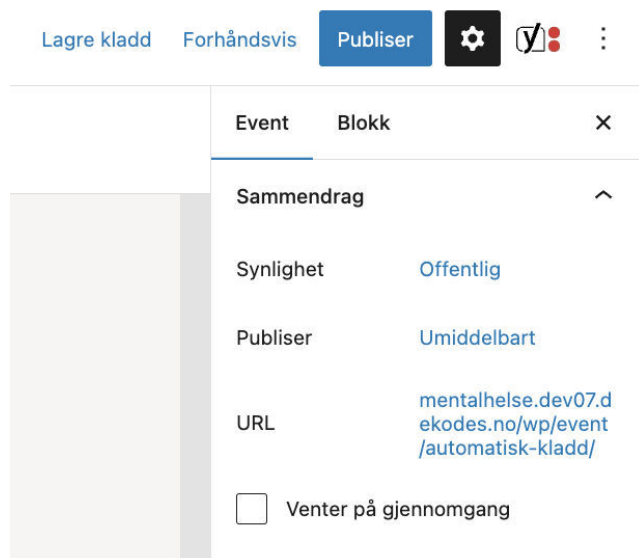 Lagre kladd Forhåndsvis Publiser
Event Blokk
Sammendrag
Synlighet Offentlig
Publiser Umiddelbart
URL mentalhelse.dev07.d
ekodes.no/wp/event
/automatisk-kladd/
Venter på gjennomgang